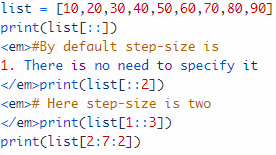 list = [10,20,30,40,50,60,70,80,90]
print(list[::])
<em>#By default step-size is
1. There is no need to specify it
</em>print(list[::2])
<em># Here step-size is two
</em>print(list[1::3])
print(list[2:7:2])